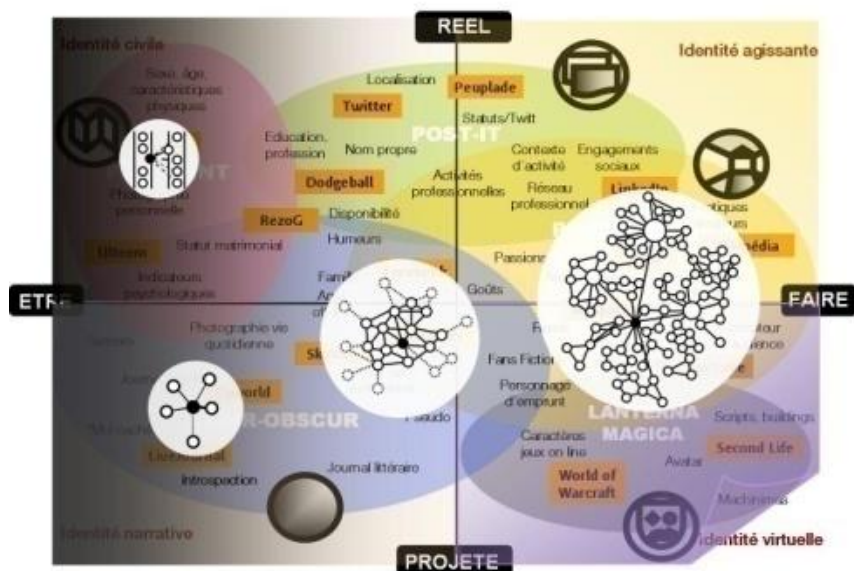 REEL
Identité civile
Identité agissante
Sexe, âge,
caractéristiques
physiques
Localisation
Peuplade
Twitter
Statuts/Twitt
POST-IT
Education,
profession
Nom propre
Contexte
d'activité
Engagements
sociaux
Activités
professionnelles
Dodgeball
Réseau
professionnel
LinkedIn
personnelle
RezoG
Disponibilité
Humeurs
Statut matrimonial
Indicateurs
psychologiques
Goûts
ETRE
FAIRE
Photographie vie
quotidienne
Fans Fiction
Personnage
d'emprunt
LANTERNA
MAGICA
Pseudo
Scripts, buildings
Caractères
jeux on line
Second Life
Avatar
World of
Warcraft
Journal littéraire
Introspection
Machinima
Identité narrative
Identité virtuelle
PROJETE